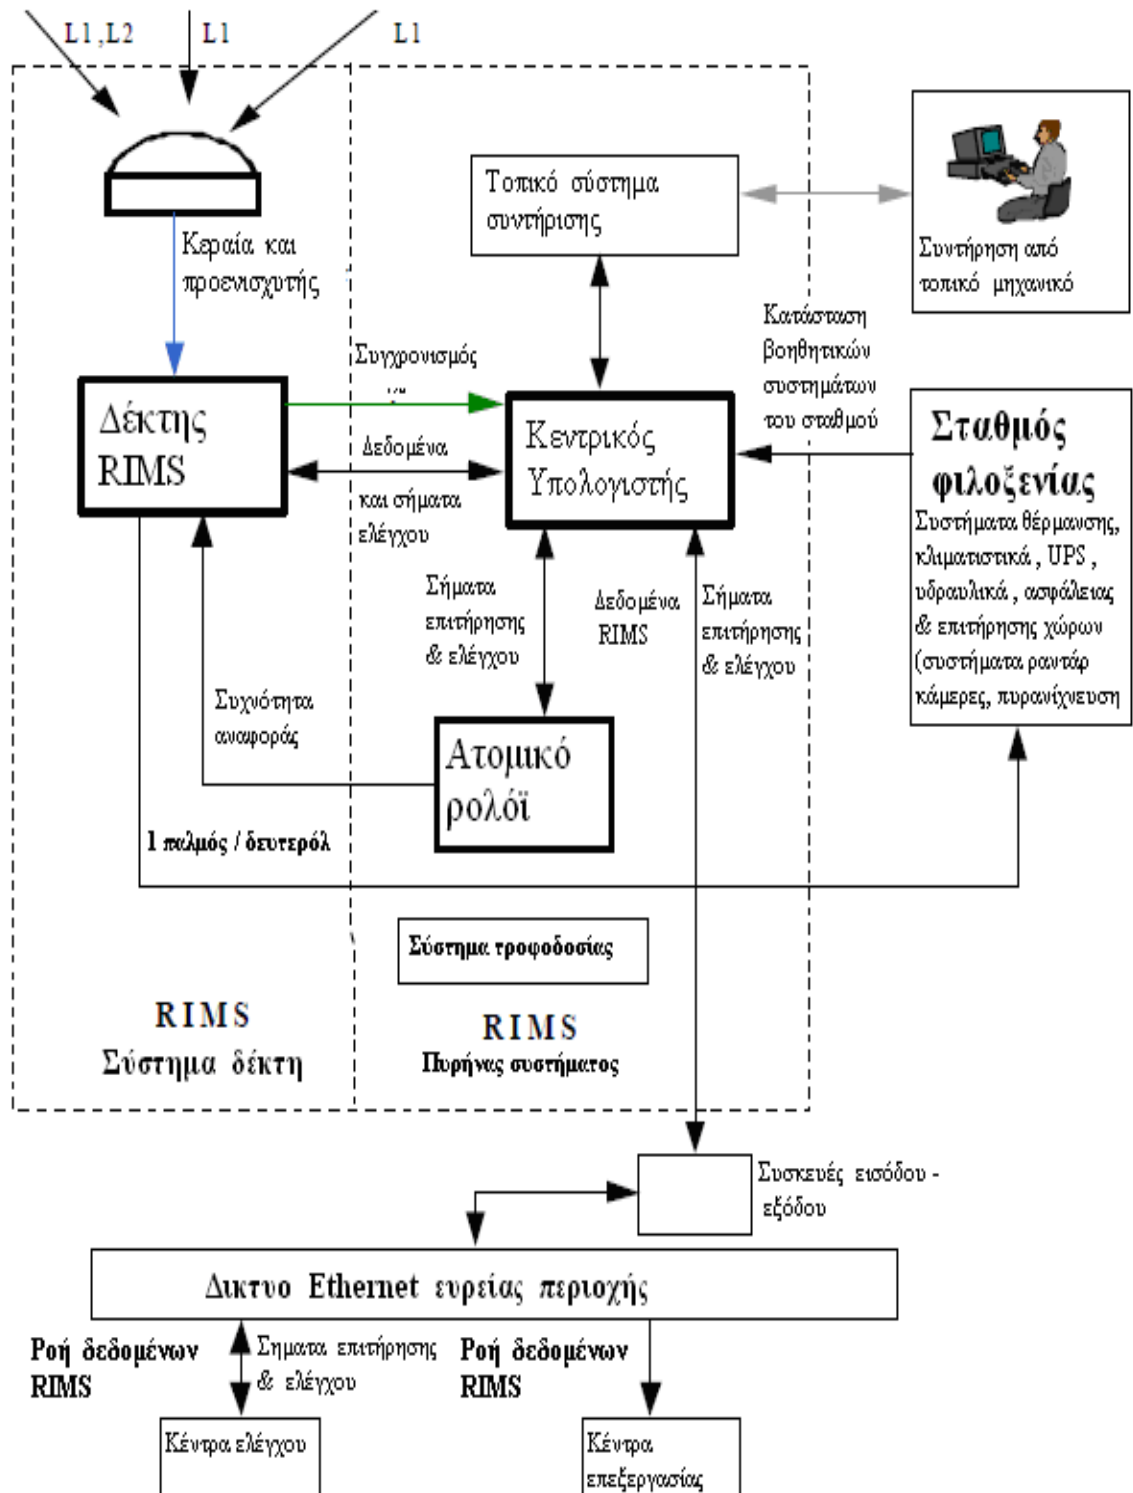 L1 ,L2
L1
L1
Κεραία και
προενισχυτής
Τοπικό σύστημα
συντήρισης
Συντήρηση από
τοπικό μηχανικό
Κατάσταση
βοηθητικών
συστημάτων
του σταθμού
Συγχρονισμός
Δέκτης
RIMS
Δεδομένα
και σήματα
ελέγχου
Κεντρικός
Υπολογιστής
Σταθμός
φιλοξενίας
Συστήματα θέρμανσης,
κλιματιστικά , UPS ,
υδραυλικά , ασφάλειας
& επιτήρησης χώρων
(συστήματα ραντάρ
κάμερες, πυρανίχνευση
Σήματα
επιτήρησης
& ελέγχου
Δεδομένα
RIMS
Σήματα
επιτήρησης
& ελέγχου
Συχνότητα
αναφοράς
Ατομικό
ρολόϊ
1 παλμός / δευτερόλ
Σύστημα τροφοδοσίας
RIMS
Σύστημα δέκτη
RIMS
Πυρήνας συστήματος
Συσκευές εισόδου -
εξόδου
Δικτυο Ethernet ευρείας περιοχής
Ροή δεδομένων
RIMS
Σηματα επιτήρησης
& ελέγχου
Ροή δεδομένων
RIMS
Κέντρα ελέγχου
Κέντρα
επεξεργασίας